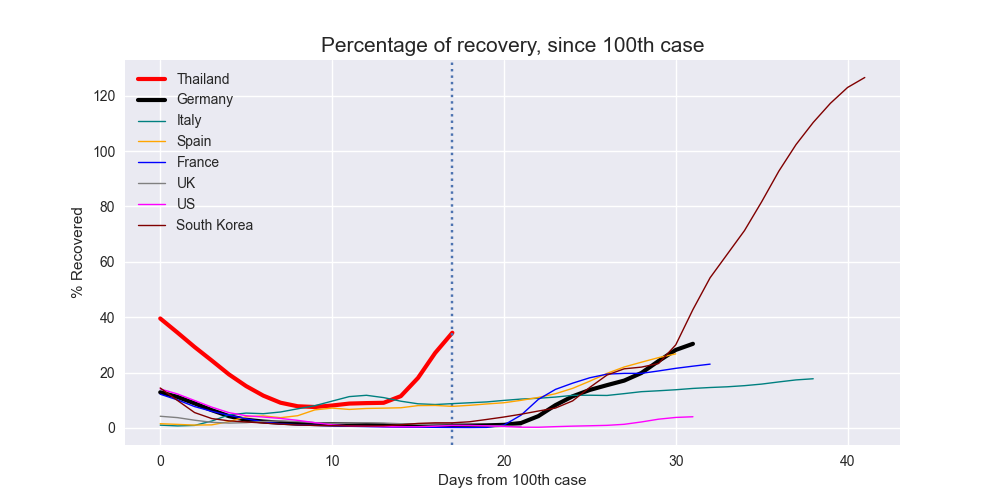 Percentage of recovery, since 100th case
Thailand
Germany
Italy
Spain
France
UK
US
South Korea
% Recovered
120
100
80
60
40
20
0
0 10 20 30 40
Days from 100th case